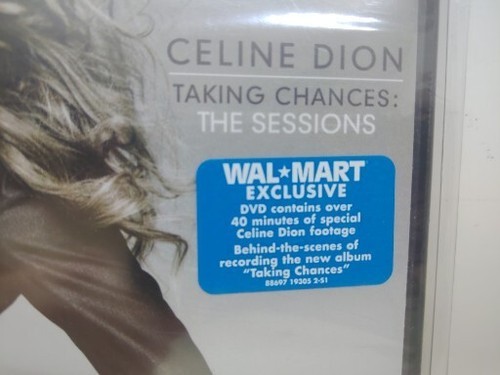 CELINE DION
TAKING CHANCES:
THE SESSIONS
WAL★MART
EXCLUSIVE
DVD contains over
40 minutes of special
Celine Dion footage
Behind-the-scenes of
recording the new album
"Taking Chances"
88697 19305 2-S1